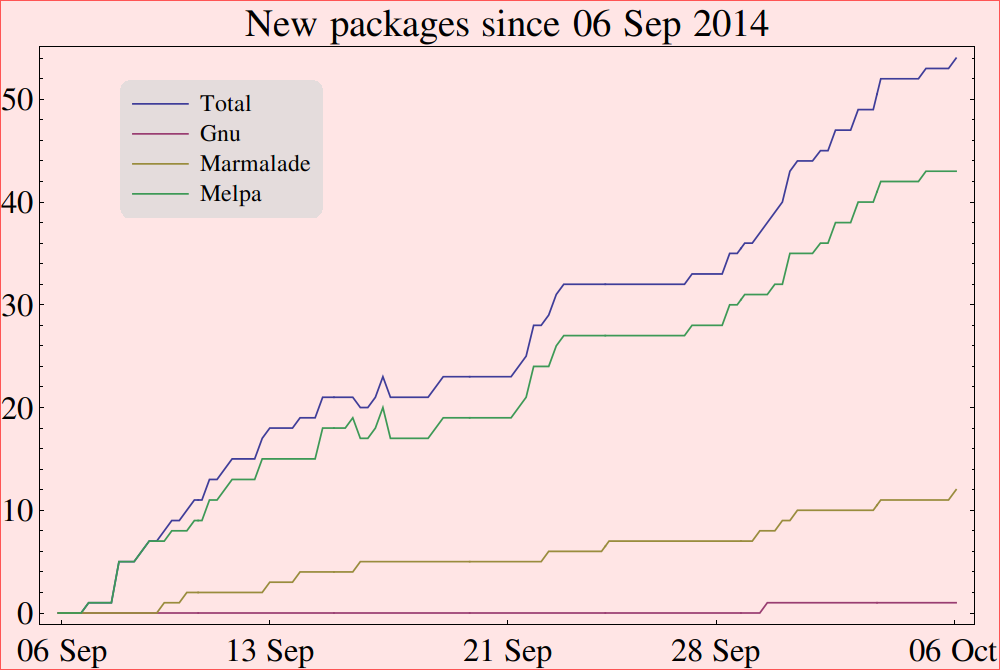 New packages since 06 Sep 2014
Total
Gnu
Marmalade
Melpa
50
40
30
20
10
0
06 Sep 13 Sep 21 Sep 28 Sep 06 Oct